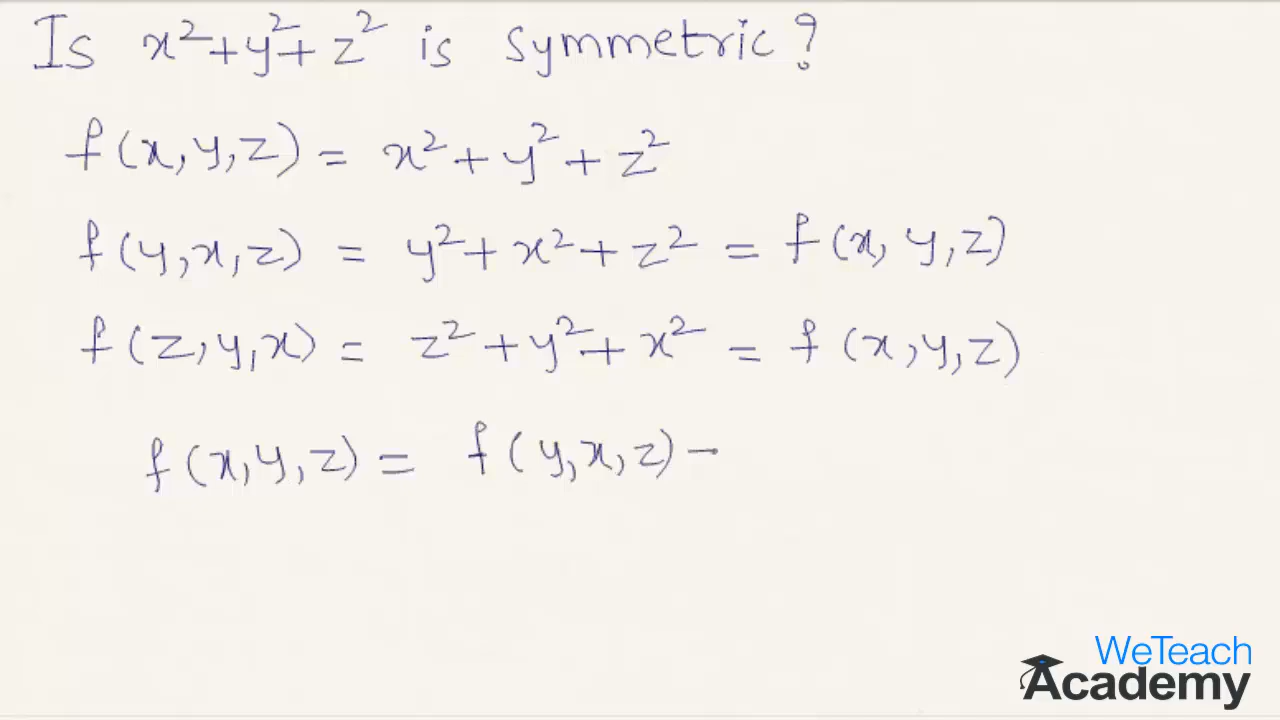 Is x²+y²+z² is symmetric?
f(x,y,z) = x²+y²+z²
f(y,x,z) = y²+x²+z² = f(x,y,z)
f(z,y,x) = z²+y²+x² = f(x,y,z)
f(x,y,z) = f(y,x,z) -
WeTeach
Academy